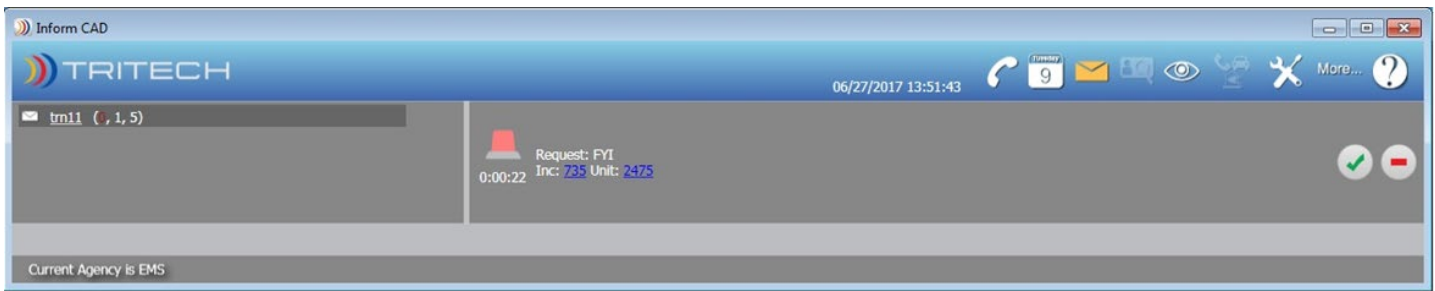 Inform CAD
TRITECH
06/27/2017 13:51:43
Tuesday
9
More...
?
trn11 (0, 1, 5)
0:00:22
Request: FYI
Inc: 735 Unit: 2475
Current Agency is EMS